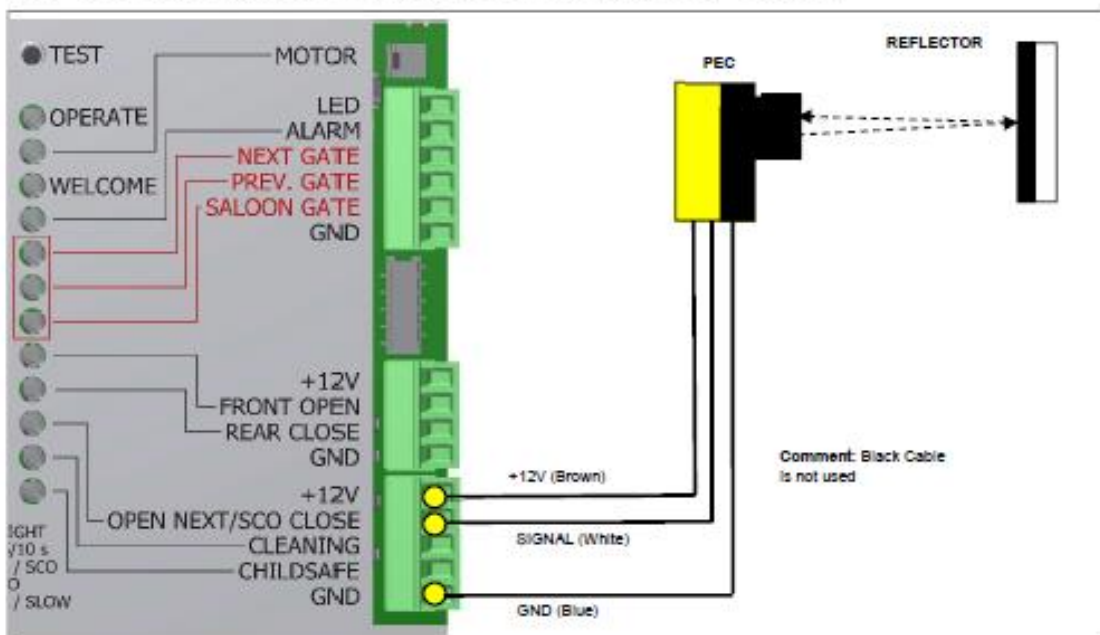 TEST
MOTOR
LED
OPERATE
ALARM
NEXT GATE
WELCOME
PREV. GATE
SALOON GATE
GND
+12V
FRONT OPEN
REAR CLOSE
GND
+12V
OPEN NEXT/SCO CLOSE
CLEANING
CHILDSAFE
GND
/10 s
/ SCO
/ SLOW
PEC
REFLECTOR
+12V (Brown)
SIGNAL (White)
GND (Blue)
Comment: Black Cable
is not used